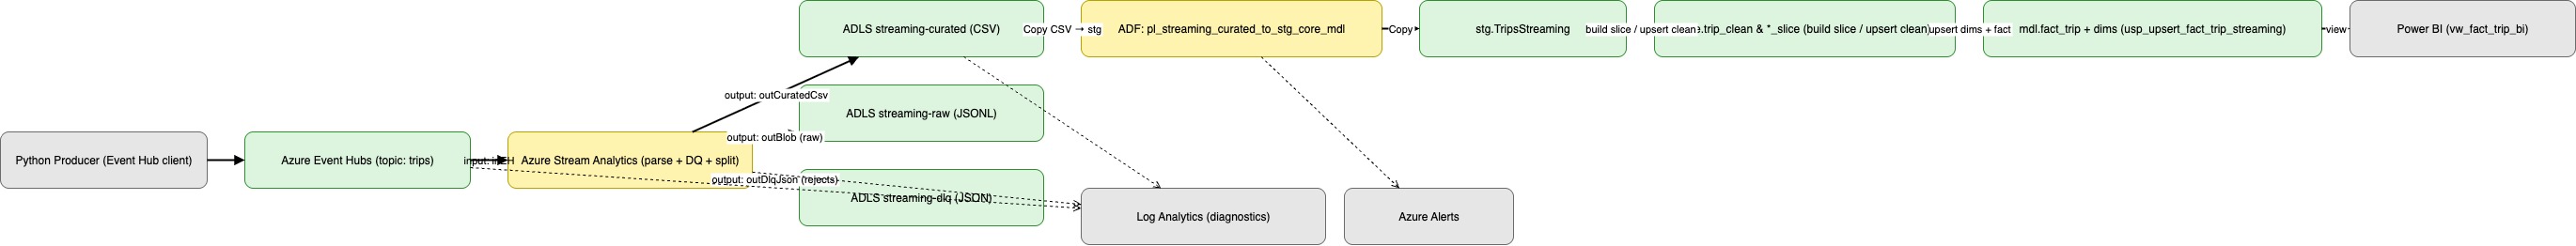 ADLS streaming-curated (CSV)
Copy CSV → stg
ADF: pl_streaming_curated_to_stg_core_mdl
Copy
stg.TripsStreaming
build slice / upsert clean
.trip_clean & *_slice (build slice / upsert clean)
upsert dims + fact
mdl.fact_trip + dims (usp_upsert_fact_trip_streaming)
view
Power BI (vw_fact_trip_bi)
output: outCuratedCsv
ADLS streaming-raw (JSONL)
output: outBlob (raw)
Python Producer (Event Hub client)
Azure Event Hubs (topic: trips)
input: inEH
Azure Stream Analytics (parse + DQ + split)
output: outDlqJson (rejects)
ADLS streaming-dlq (JSON)
Log Analytics (diagnostics)
Azure Alerts